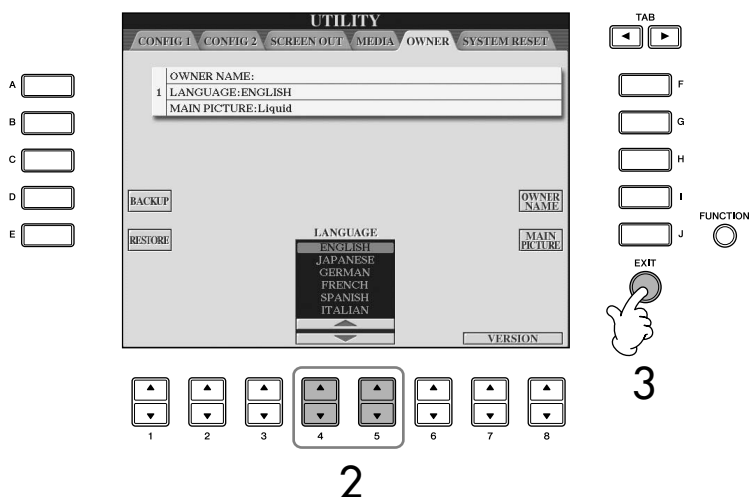 UTILITY
CONFIG 1 CONFIG 2 SCREEN OUT MEDIA OWNER SYSTEM RESET
TAB
OWNER NAME:
1 LANGUAGE:ENGLISH
MAIN PICTURE:Liquid
A
B
C
D
E
F
G
H
I
J
BACKUP
RESTORE
OWNER
NAME
MAIN
PICTURE
LANGUAGE
ENGLISH
JAPANESE
GERMAN
FRENCH
SPANISH
ITALIAN
VERSION
FUNCTION
EXIT
3
1 2 3 4 5 6 7 8
2